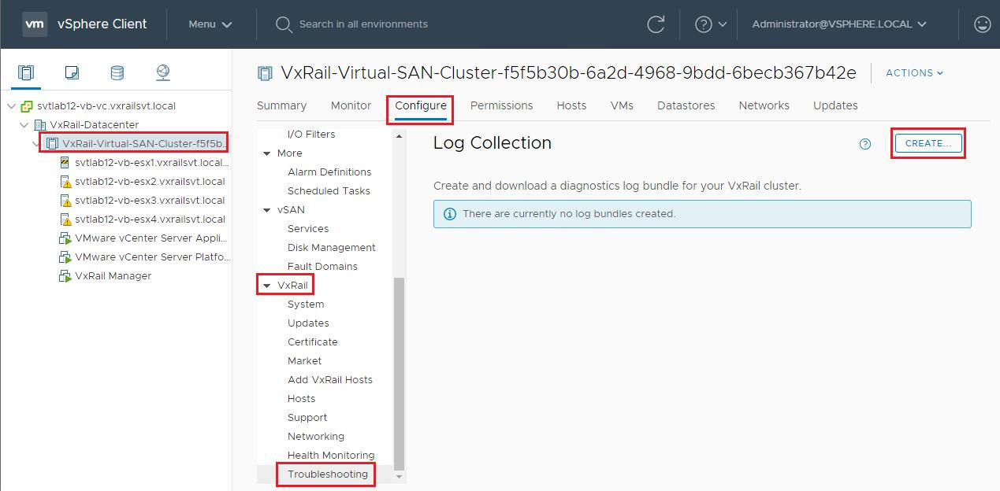 vm vSphere Client Menu Search in all environments Administrator@VSPHERE.LOCAL
svtlab12-vb-vc.vxrailsvt.local
VxRail-Datacenter
VxRail-Virtual-SAN-Cluster-f5f5b...
svtlab12-vb-esx1.vxrailsvt.local...
svtlab12-vb-esx2.vxrailsvt.local
svtlab12-vb-esx3.vxrailsvt.local
svtlab12-vb-esx4.vxrailsvt.local
VMware vCenter Server Appli...
VMware vCenter Server Platfo...
VxRail Manager
VxRail-Virtual-SAN-Cluster-f5f5b30b-6a2d-4968-9bdd-6becb367b42e ACTIONS
Summary Monitor Configure Permissions Hosts VMs Datastores Networks Updates
I/O Filters
More
Alarm Definitions
Scheduled Tasks
vSAN
Services
Disk Management
Fault Domains
VxRail
System
Updates
Certificate
Market
Add VxRail Hosts
Hosts
Support
Networking
Health Monitoring
Troubleshooting
Log Collection CREATE...
Create and download a diagnostics log bundle for your VxRail cluster.
There are currently no log bundles created.